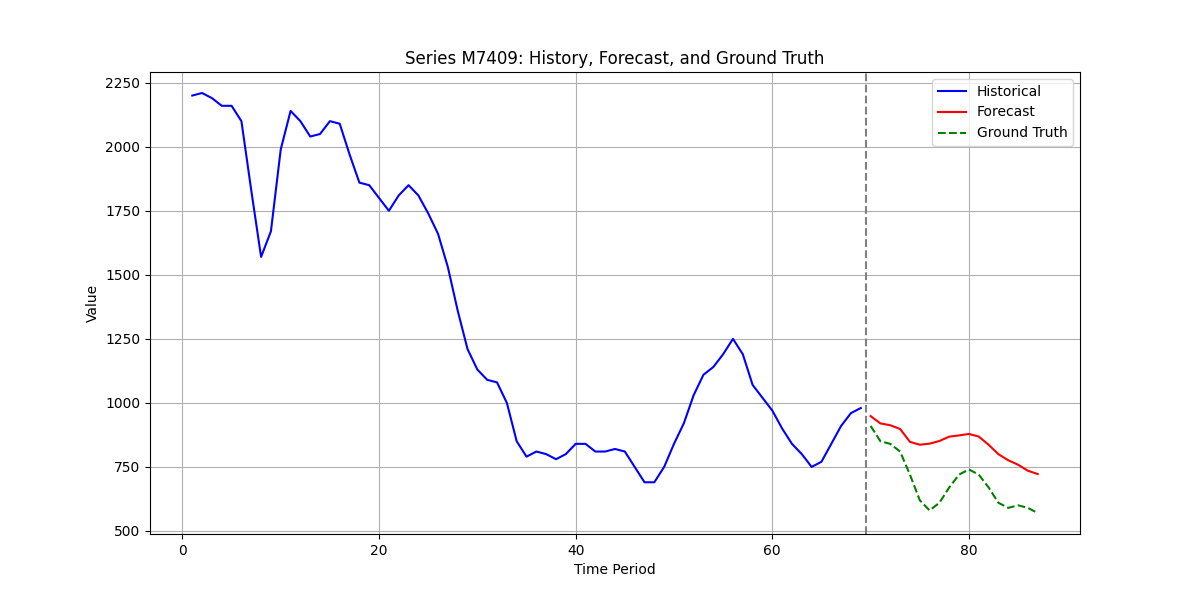 Series M7409: History, Forecast, and Ground Truth
Historical
Forecast
Ground Truth
2250
2000
1750
1500
1250
1000
750
500
Value
0 20 40 60 80
Time Period